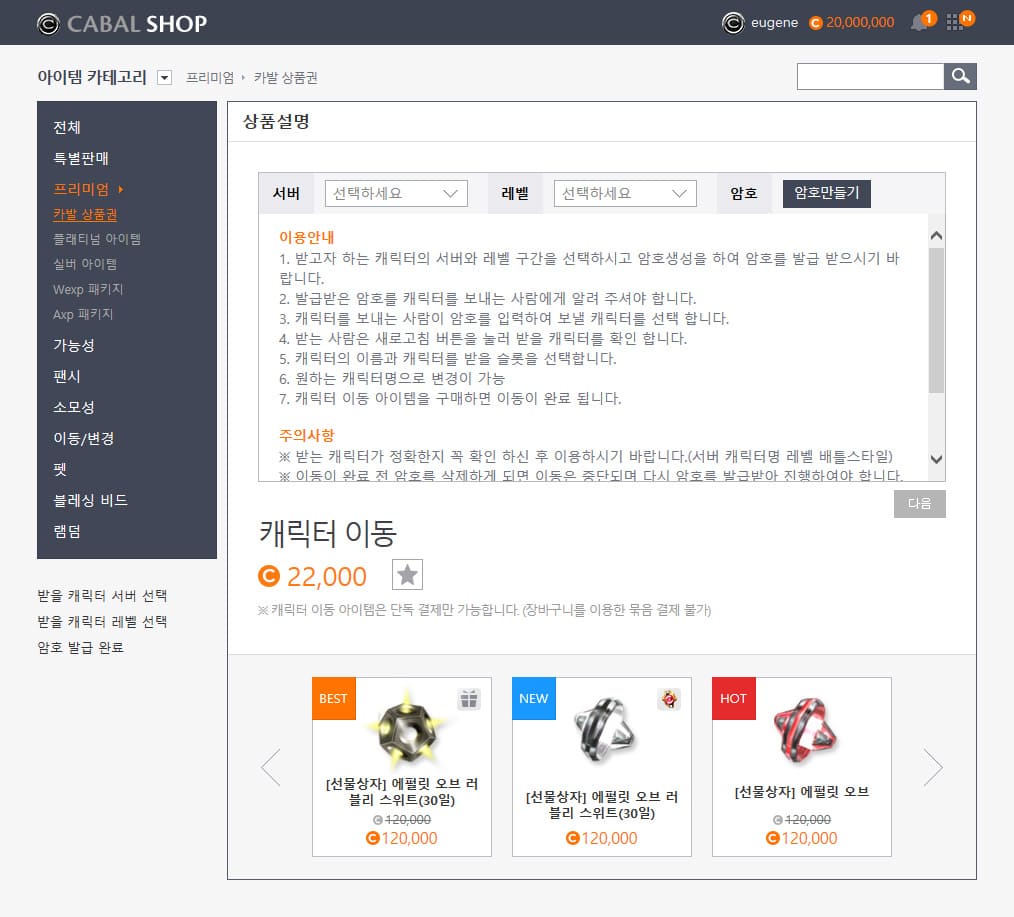 CABAL SHOP
eugene 20,000,000 1 N
아이템 카테고리 프리미엄 카발 상품권
전체
특별판매
프리미엄
카발 상품권
플래티넘 아이템
실버 아이템
Wexp 패키지
Axp 패키지
가능성
팬시
소모성
이동/변경
펫
블레싱 비드
램덤
받을 캐릭터 서버 선택
받을 캐릭터 레벨 선택
암호 발급 완료
상품설명
서버 선택하세요 레벨 선택하세요 암호 암호만들기
이용안내
1. 받고자 하는 캐릭터의 서버와 레벨 구간을 선택하시고 암호생성을 하여 암호를 발급 받으시기 바
랍니다.
2. 발급받은 암호를 캐릭터를 보내는 사람에게 알려 주셔야 합니다.
3. 캐릭터를 보내는 사람이 암호를 입력하여 보낼 캐릭터를 선택 합니다.
4. 받는 사람은 새로고침 버튼을 눌러 받을 캐릭터를 확인 합니다.
5. 캐릭터의 이름과 캐릭터를 받을 슬롯을 선택합니다.
6. 원하는 캐릭터명으로 변경이 가능
7. 캐릭터 이동 아이템을 구매하면 이동이 완료 됩니다.
주의사항
※ 받는 캐릭터가 정확한지 꼭 확인 하신 후 이용하시기 바랍니다.(서버 캐릭터명 레벨 배틀스타일)
※ 이동이 완료 전 암호를 삭제하게 되면 이동은 중단되며 다시 암호를 발급받아 진행하여야 합니다.
다음
캐릭터 이동
C 22,000
※ 캐릭터 이동 아이템은 단독 결제만 가능합니다. (장바구니를 이용한 묶음 결제 불가)
BEST
[선물상자] 에펄릿 오브 러
블리 스위트(30일)
C 120,000
C 120,000
NEW
[선물상자] 에펄릿 오브 러
블리 스위트(30일)
C 120,000
HOT
[선물상자] 에펄릿 오브
C 120,000
C 120,000